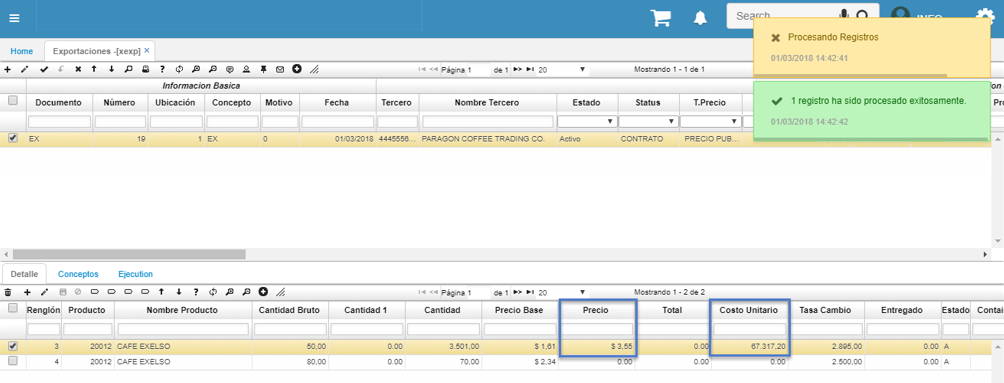 Search
INFO
Procesando Registros
01/03/2018 14:42:41
1 registro ha sido procesado exitosamente.
01/03/2018 14:42:42
Home Exportaciones -[xexp] ×
Página 1 de 1 20 Mostrando 1 - 1 de 1
Informacion Basica
Documento Número Ubicación Concepto Motivo Fecha Tercero Nombre Tercero Estado Status T.Precio
EX 19 1 EX 0 01/03/2018 4445556... PARAGON COFFEE TRADING CO. Activo CONTRATO PRECIO PUB...
Detalle Conceptos Ejecution
Página 1 de 1 20 Mostrando 1 - 2 de 2
Renglón Producto Nombre Producto Cantidad Bruto Cantidad 1 Cantidad Precio Base Precio Total Costo Unitario Tasa Cambio Entregado Estado Contai
3 20012 CAFE EXELSO 50,00 0.00 3.501,00 $ 1,61 $ 3,55 0.00 67.317,20 2.895,00 0.00 A
4 20012 CAFE EXELSO 80,00 0.00 70,00 $ 2,34 0.00 0.00 0.00 2.500,00 0.00 A